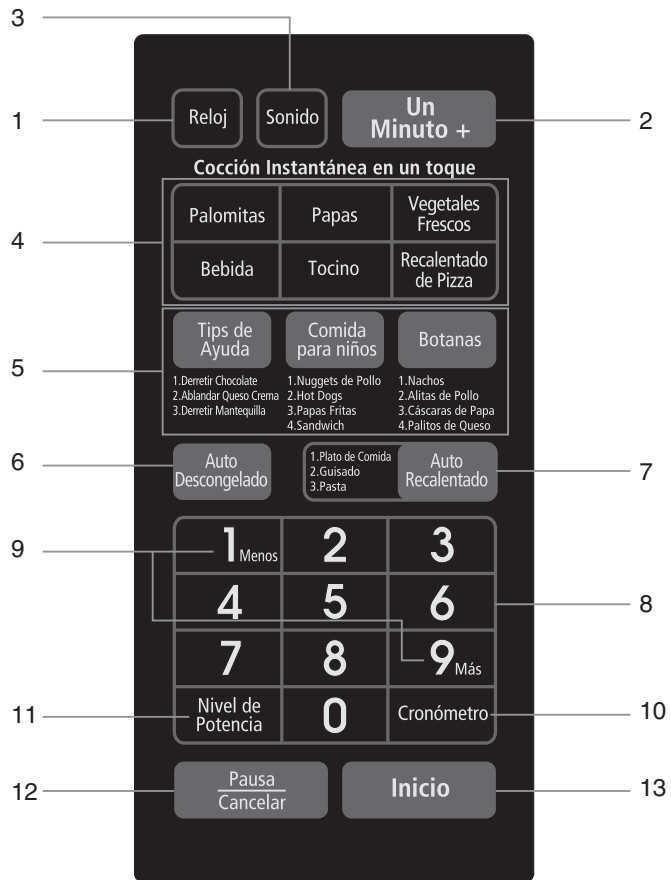 3
1
Reloj
Sonido
Un
Minuto +
2
Cocción Instantánea en un toque
4
Palomitas
Papas
Vegetales
Frescos
Bebida
Tocino
Recalentado
de Pizza
5
Tips de
Ayuda
1.Derretir Chocolate
2.Ablandar Queso Crema
3.Derretir Mantequilla
Comida
para niños
1.Nuggets de Pollo
2.Hot Dogs
3.Papas Fritas
4.Sandwich
Botanas
1.Nachos
2.Alitas de Pollo
3.Cáscaras de Papa
4.Palitos de Queso
6
Auto
Descongelado
1.Plato de Comida
2.Guisado
3.Pasta
Auto
Recalentado
7
9
1 Menos
2
3
4
5
6
8
7
8
9 Más
11
Nivel de
Potencia
0
Cronómetro
10
12
Pausa
Cancelar
Inicio
13